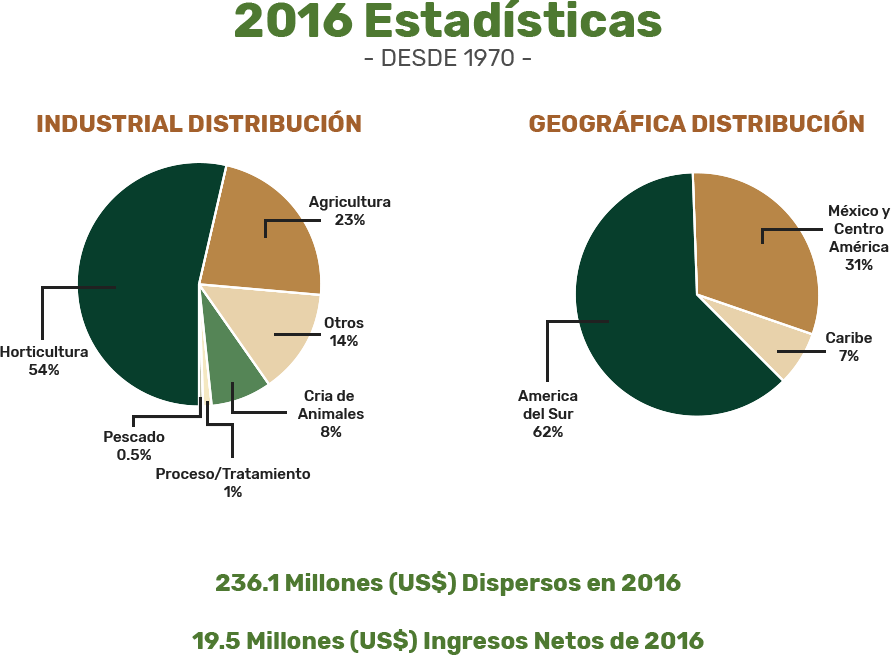 2016 Estadísticas
- DESDE 1970 -
INDUSTRIAL DISTRIBUCIÓN
Agricultura
23%
Otros
14%
Cria de
Animales
8%
Proceso/Tratamiento
1%
Pescado
0.5%
Horticultura
54%
GEOGRÁFICA DISTRIBUCIÓN
México y
Centro
América
31%
Caribe
7%
America
del Sur
62%
236.1 Millones (US$) Dispersos en 2016
19.5 Millones (US$) Ingresos Netos de 2016